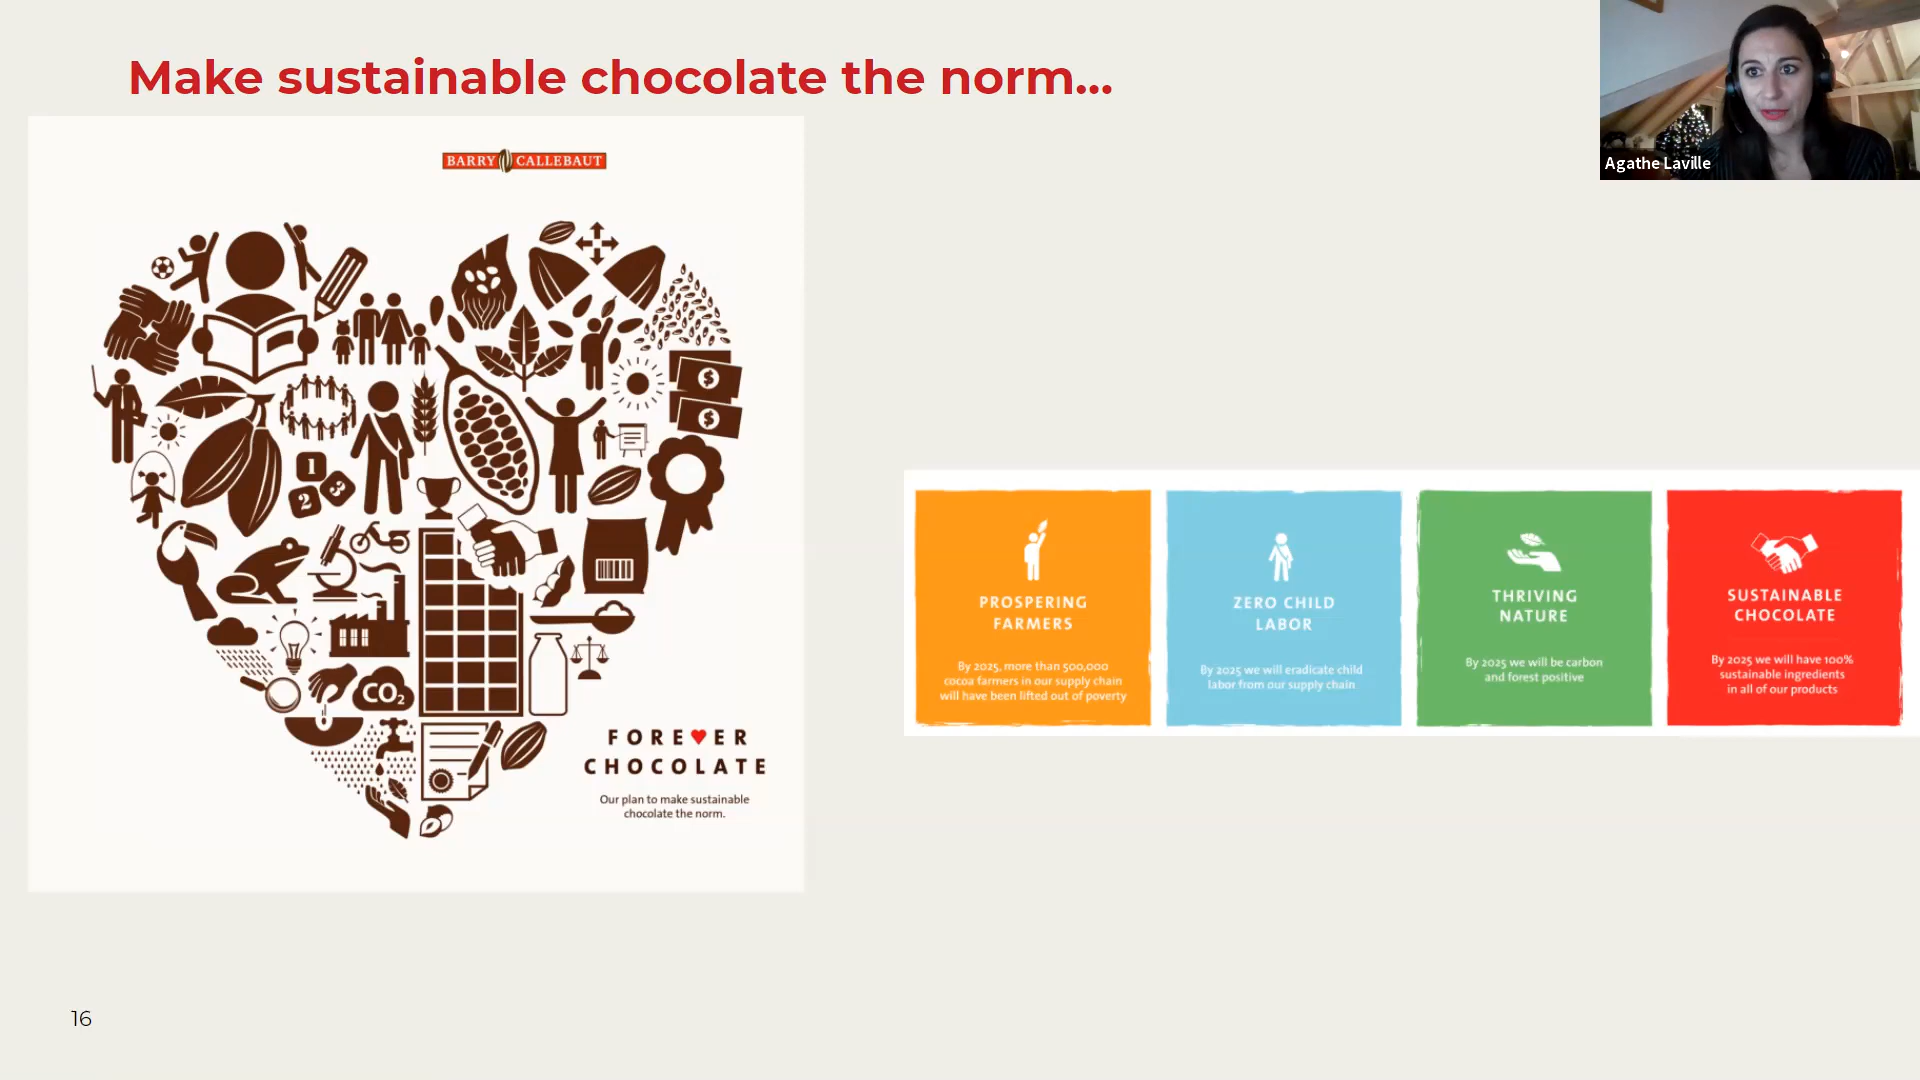 Make sustainable chocolate the norm...
Agathe Laville
BARRY CALLEBAUT
$
$
1
2
3
CO₂
FORE♥ER
CHOCOLATE
Our plan to make sustainable
chocolate the norm.
PROSPERING
FARMERS
By 2025, more than 500,000
cocoa farmers in our supply chain
will have been lifted out of poverty
ZERO CHILD
LABOR
By 2025 we will eradicate child
labor from our supply chain
THRIVING
NATURE
By 2025 we will be carbon
and forest positive
SUSTAINABLE
CHOCOLATE
By 2025 we will have 100%
sustainable ingredients
in all of our products
16